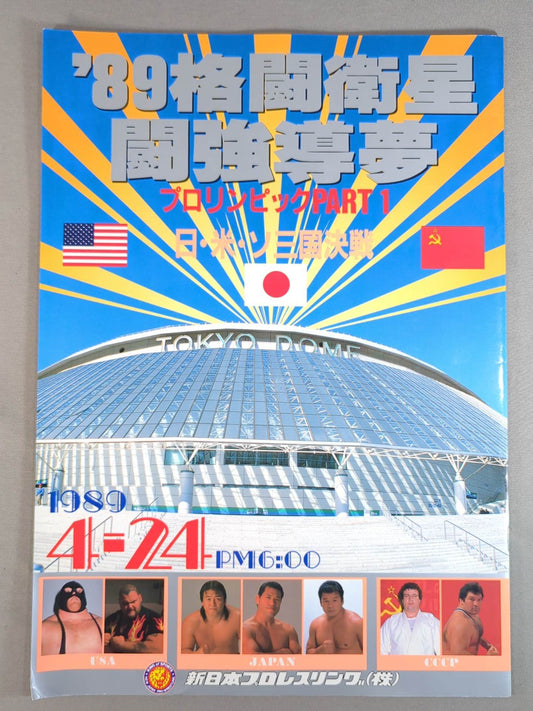 '89格闘衛星
闘強導夢
プロリンピックPART 1
日・米・ソ三国決戦
TOKYO DOME
1989
4-24 PM6:00
USA
JAPAN
CCCP
新日本プロレスリング(株)